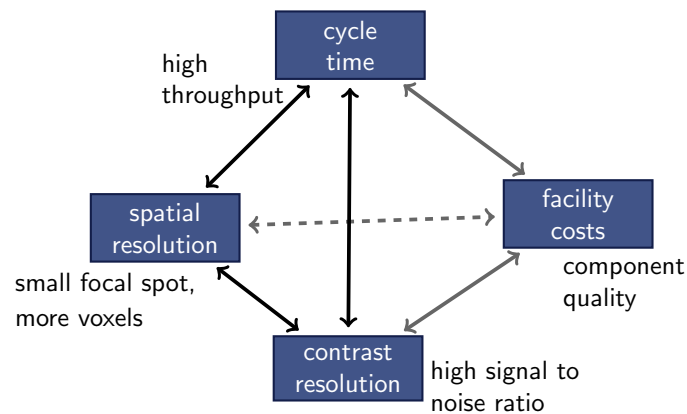 cycle
time
high
throughput
spatial
resolution
facility
costs
small focal spot,
more voxels
component
quality
contrast
resolution
high signal to
noise ratio